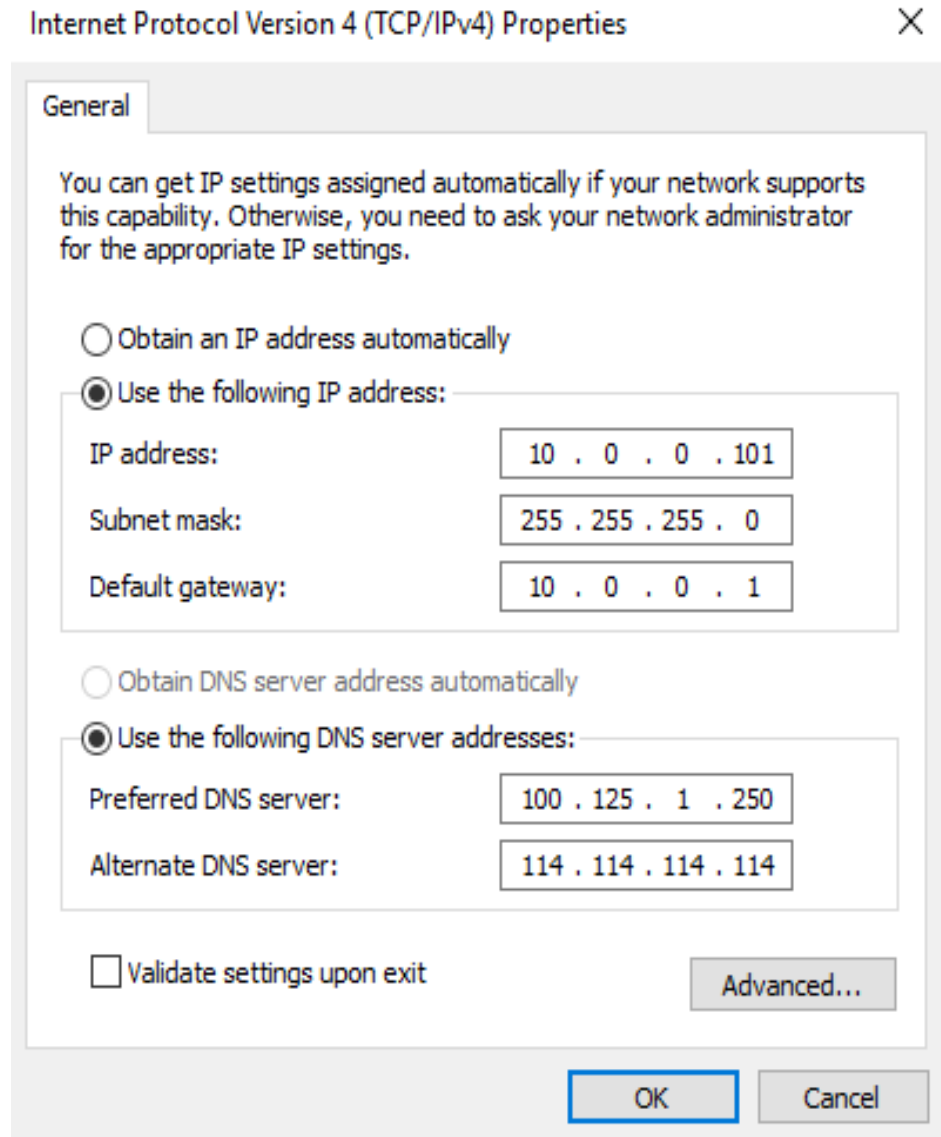 Internet Protocol Version 4 (TCP/IPv4) Properties
General
You can get IP settings assigned automatically if your network supports
this capability. Otherwise, you need to ask your network administrator
for the appropriate IP settings.
Obtain an IP address automatically
Use the following IP address:
IP address: 10 . 0 . 0 . 101
Subnet mask: 255 . 255 . 255 . 0
Default gateway: 10 . 0 . 0 . 1
Obtain DNS server address automatically
Use the following DNS server addresses:
Preferred DNS server: 100 . 125 . 1 . 250
Alternate DNS server: 114 . 114 . 114 . 114
Validate settings upon exit
Advanced...
OK Cancel